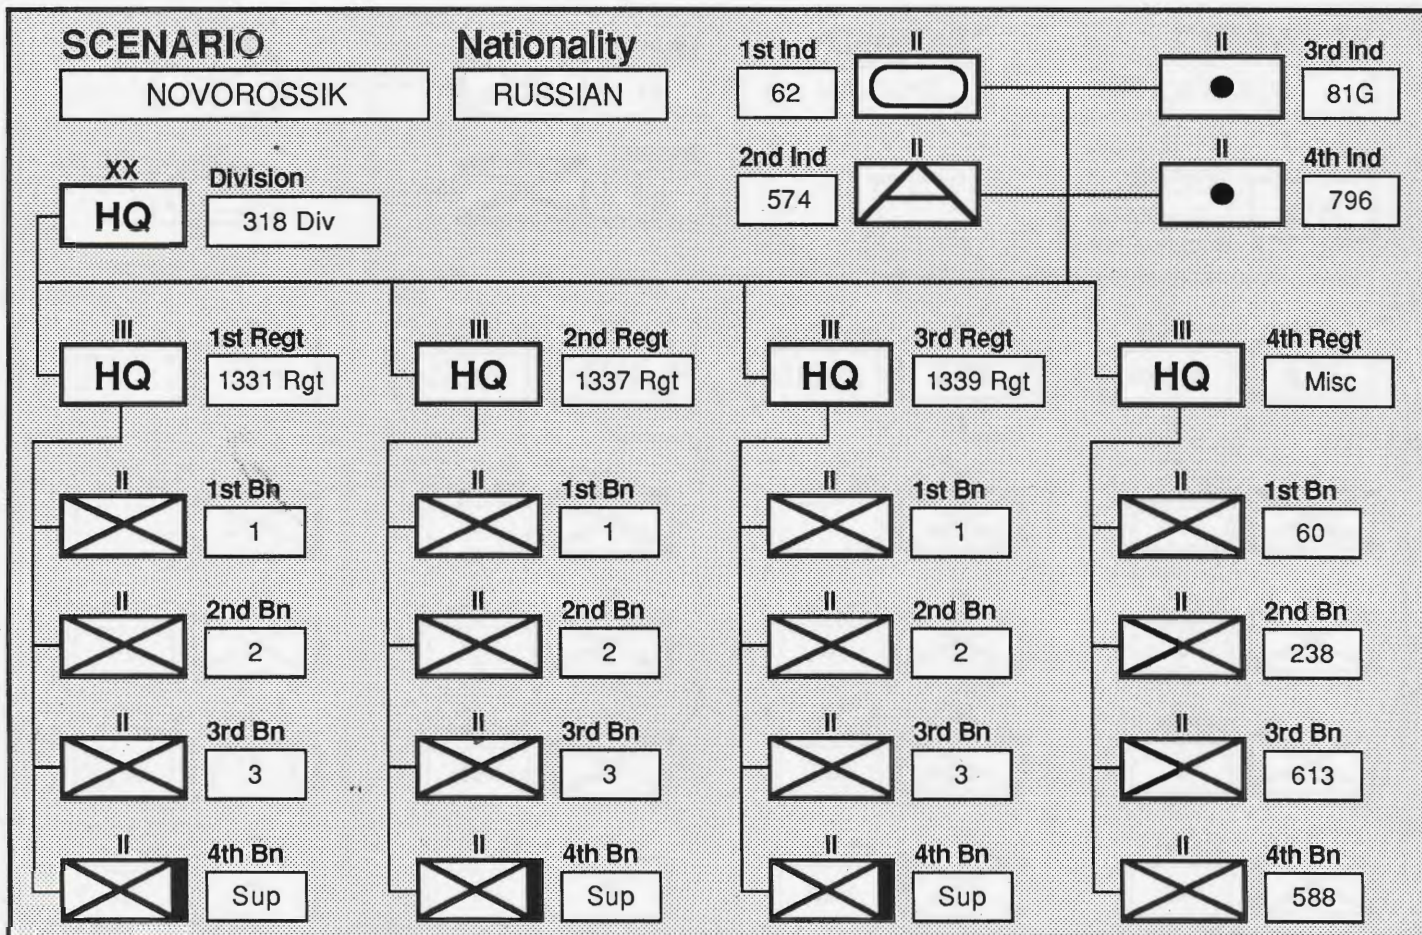 SCENARIO
NOVOROSSIK
Nationality
RUSSIAN
1st Ind
62
II
II
3rd Ind
81G
2nd Ind
574
II
II
4th Ind
796
XX
HQ
Division
318 Div
III
HQ
1st Regt
1331 Rgt
III
HQ
2nd Regt
1337 Rgt
III
HQ
3rd Regt
1339 Rgt
III
HQ
4th Regt
Misc
II
1st Bn
1
II
1st Bn
1
II
1st Bn
1
II
1st Bn
60
II
2nd Bn
2
II
2nd Bn
2
II
2nd Bn
2
II
2nd Bn
238
II
3rd Bn
3
II
3rd Bn
3
II
3rd Bn
3
II
3rd Bn
613
II
4th Bn
Sup
II
4th Bn
Sup
II
4th Bn
Sup
II
4th Bn
588